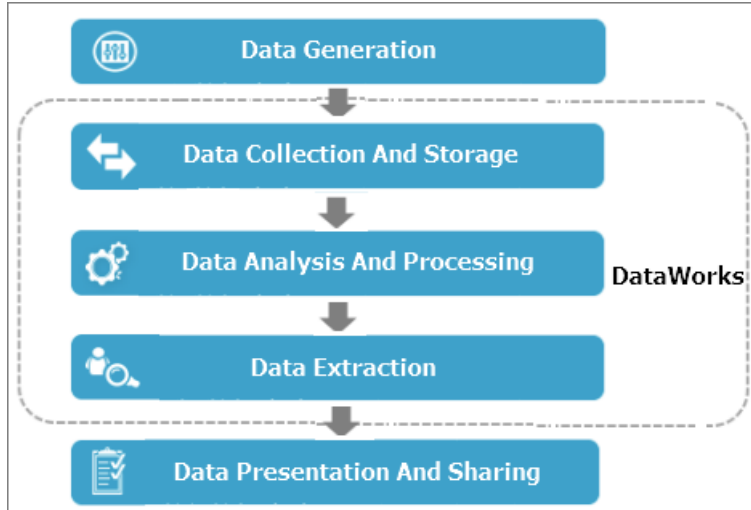 Data Generation
Data Collection And Storage
Data Analysis And Processing
DataWorks
Data Extraction
Data Presentation And Sharing